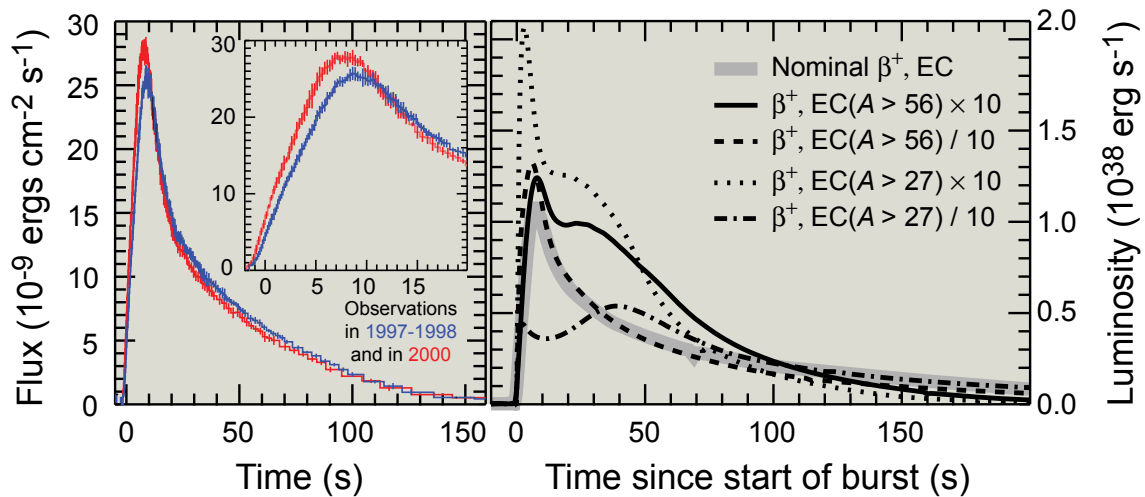 Flux (10⁻⁹ ergs cm⁻² s⁻¹)
30
25
20
15
10
5
0
0 50 100 150
Time (s)
30
20
10
0
0 5 10 15
Observations
in 1997-1998
and in 2000
Nominal β⁺, EC
β⁺, EC(A > 56) × 10
β⁺, EC(A > 56) / 10
β⁺, EC(A > 27) × 10
β⁺, EC(A > 27) / 10
0 50 100 150
Time since start of burst (s)
2.0
1.5
1.0
0.5
0.0
Luminosity (10³⁸ erg s⁻¹)